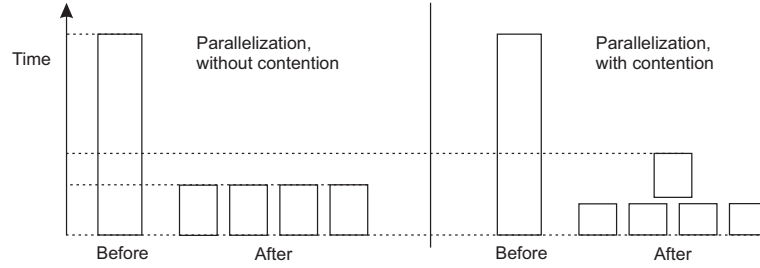 Parallelization,
without contention
Parallelization,
with contention
Time
Before
After
Before
After